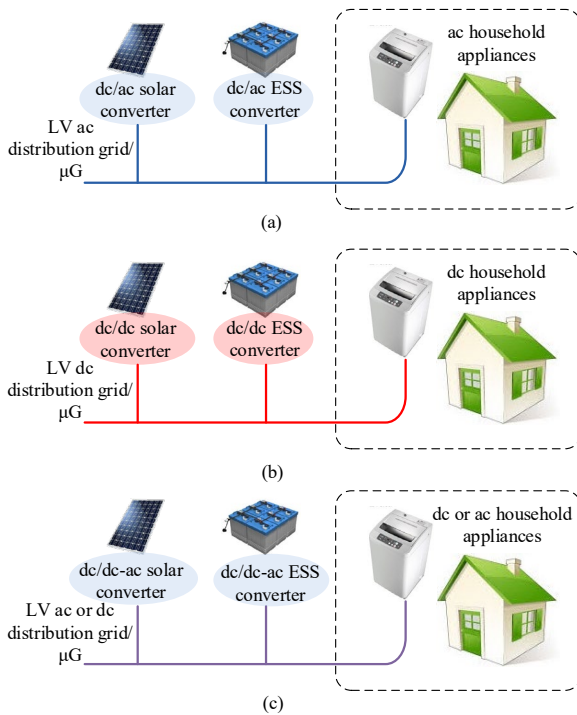 ac household
appliances
dc/ac solar
converter
dc/ac ESS
converter
LV ac
distribution grid/
μG
(a)
dc household
appliances
dc/dc solar
converter
dc/dc ESS
converter
LV dc
distribution grid/
μG
(b)
dc or ac household
appliances
dc/dc-ac solar
converter
dc/dc-ac ESS
converter
LV ac or dc
distribution grid/
μG
(c)